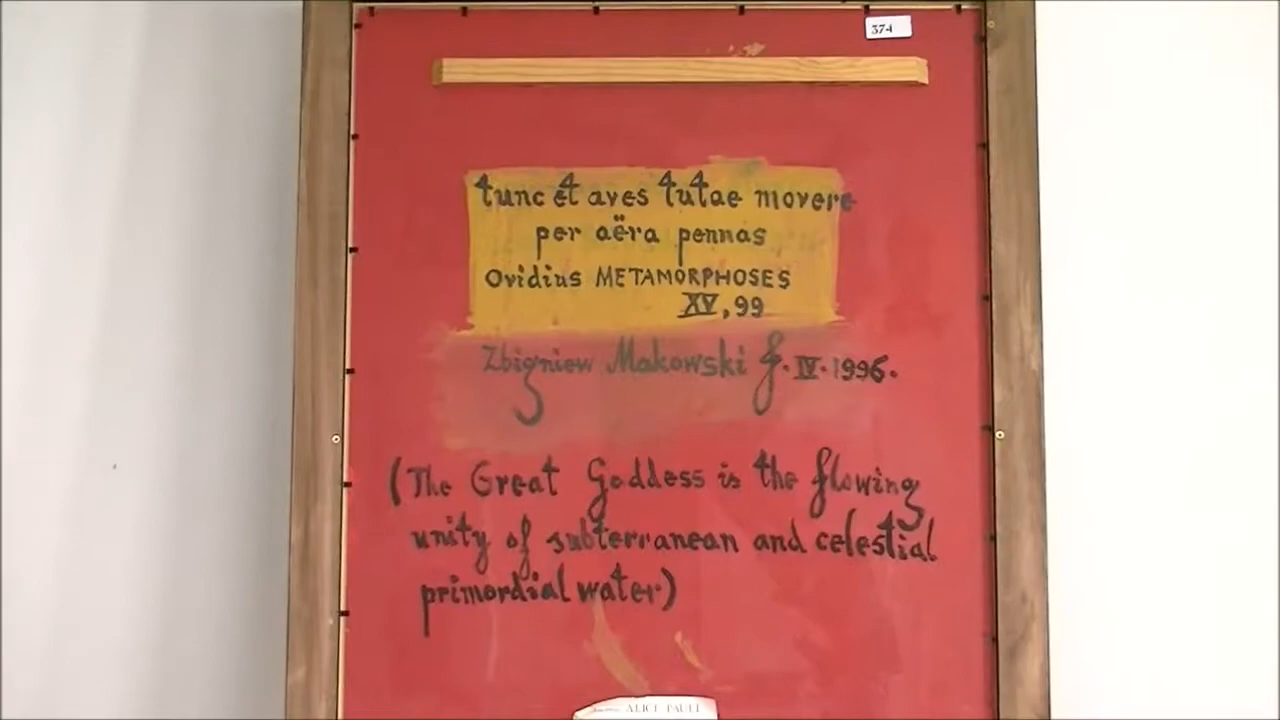 374
tunc et aves tutae movere
per aëra pennas
Ovidius METAMORPHOSES
XV, 99
Zbigniew Makowski f. IV. 1996.
(The Great Goddess is the flowing
unity of subterranean and celestial
primordial water)
ALICE PAULI